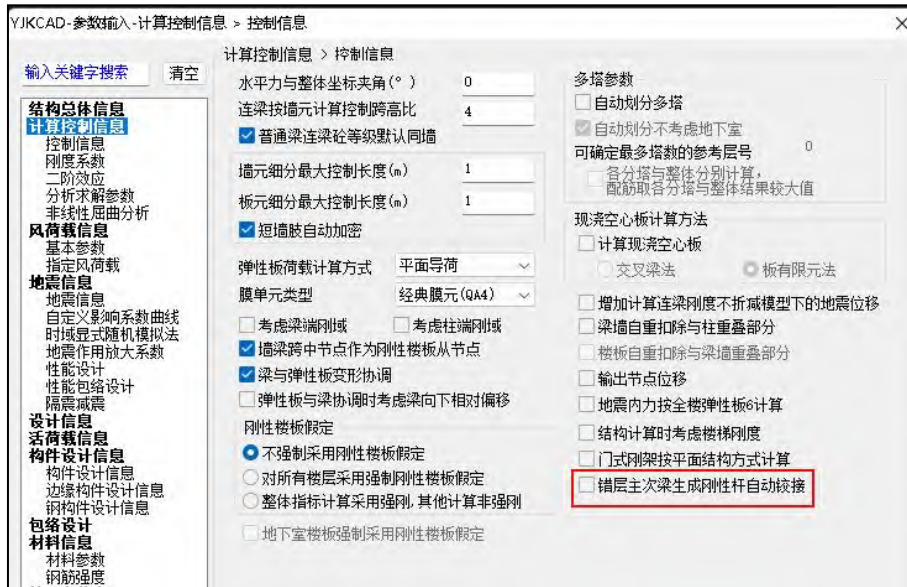 YJKCAD-参数输入-计算控制信息 > 控制信息
输入关键字搜索
清空
结构总体信息
计算控制信息
控制信息
刚度系数
二阶效应
分析求解参数
非线性屈曲分析
风荷载信息
基本参数
指定风荷载
地震信息
地震信息
自定义影响系数曲线
时域显式随机模拟法
地震作用放大系数
性能设计
性能包络设计
隔震减震
设计信息
活荷载信息
构件设计信息
构件设计信息
边缘构件设计信息
钢构件设计信息
包络设计
材料信息
材料参数
钢筋强度
计算控制信息 > 控制信息
水平力与整体坐标夹角(°) 0
连梁按墙元计算控制跨高比 4
普通梁连梁砼等级默认同墙
墙元细分最大控制长度(m) 1
板元细分最大控制长度(m) 1
短墙肢自动加密
弹性板荷载计算方式 平面导荷
膜单元类型 经典膜元(QA4)
考虑梁端刚域 考虑柱端刚域
墙梁跨中节点作为刚性楼板从节点
梁与弹性板变形协调
弹性板与梁协调时考虑梁向下相对偏移
刚性楼板假定
不强制采用刚性楼板假定
对所有楼层采用强制刚性楼板假定
整体指标计算采用强刚,其他计算非强刚
地下室楼板强制采用刚性楼板假定
多塔参数
自动划分多塔
自动划分不考虑地下室
可确定最多塔数的参考层号 0
各分塔与整体分别计算,
配筋取各分塔与整体结果较大值
现浇空心板计算方法
计算现浇空心板
交叉梁法 板有限元法
增加计算连梁刚度不折减模型下的地震位移
梁墙自重扣除与柱重叠部分
楼板自重扣除与梁墙重叠部分
输出节点位移
地震内力按全楼弹性板6计算
结构计算时考虑楼梯刚度
门式刚架按平面结构方式计算
错层主次梁生成刚性杆自动铰接